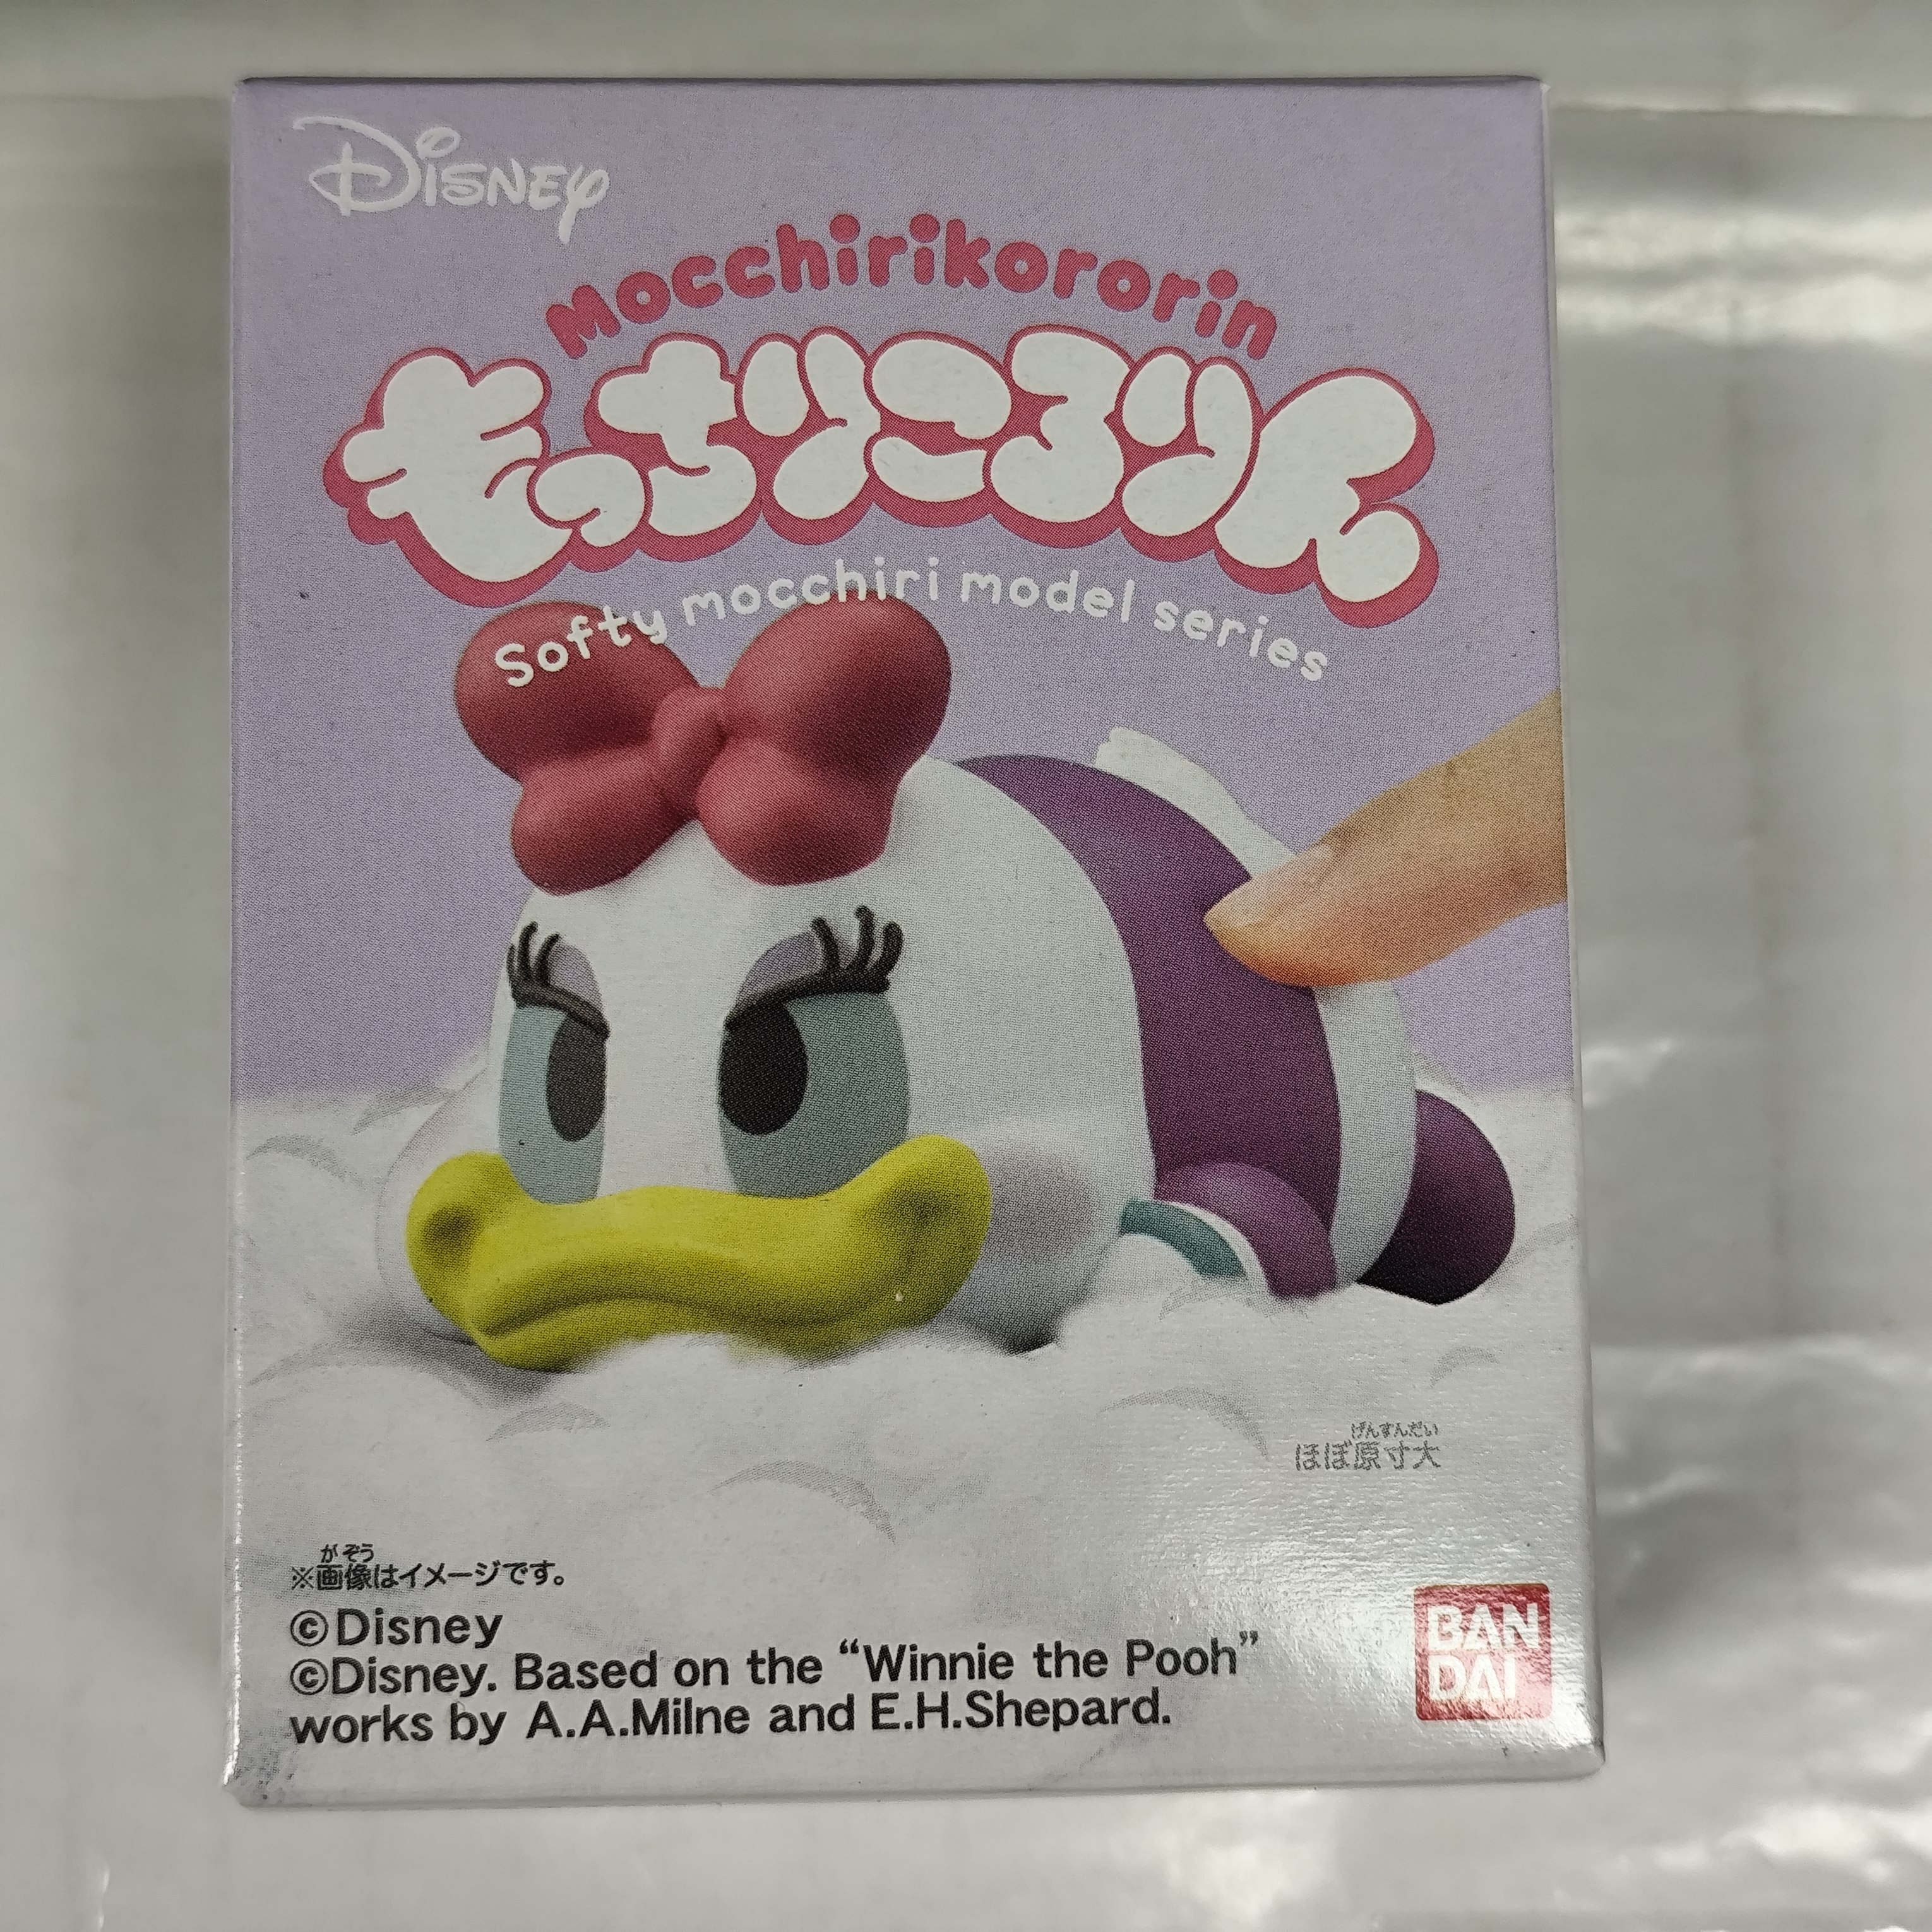 Disney
Mocchirikororin
もっちりころりん
Softy mocchiri model series
げんすんだい
ほぼ原寸大
がぞう
※画像はイメージです。
©Disney
©Disney. Based on the “Winnie the Pooh”
works by A.A.Milne and E.H.Shepard.
BAN
DAI